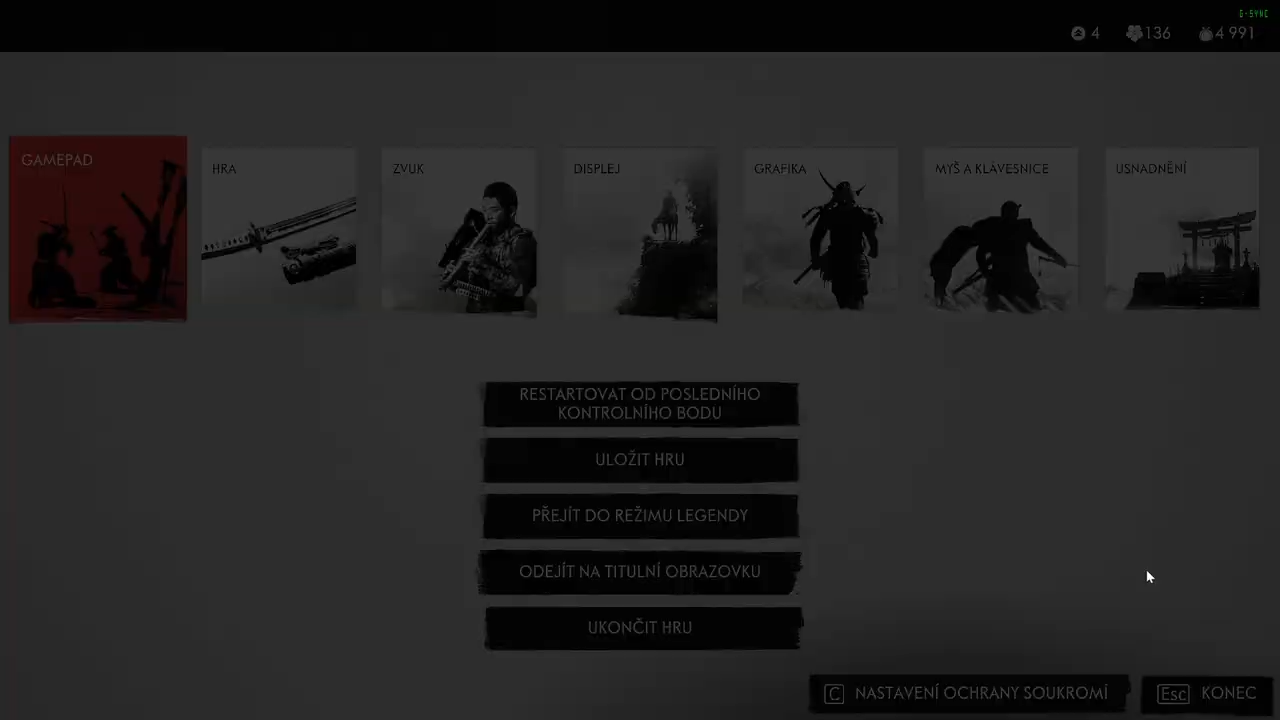 G-SYNC
4 136 4 991
GAMEPAD
HRA
ZVUK
DISPLEJ
GRAFIKA
MYŠ A KLÁVESNICE
USNADNĚNÍ
RESTARTOVAT OD POSLEDNÍHO
KONTROLNÍHO BODU
ULOŽIT HRU
PŘEJÍT DO REŽIMU LEGENDY
ODEJÍT NA TITULNÍ OBRAZOVKU
UKONČIT HRU
C NASTAVENÍ OCHRANY SOUKROMÍ
Esc KONEC